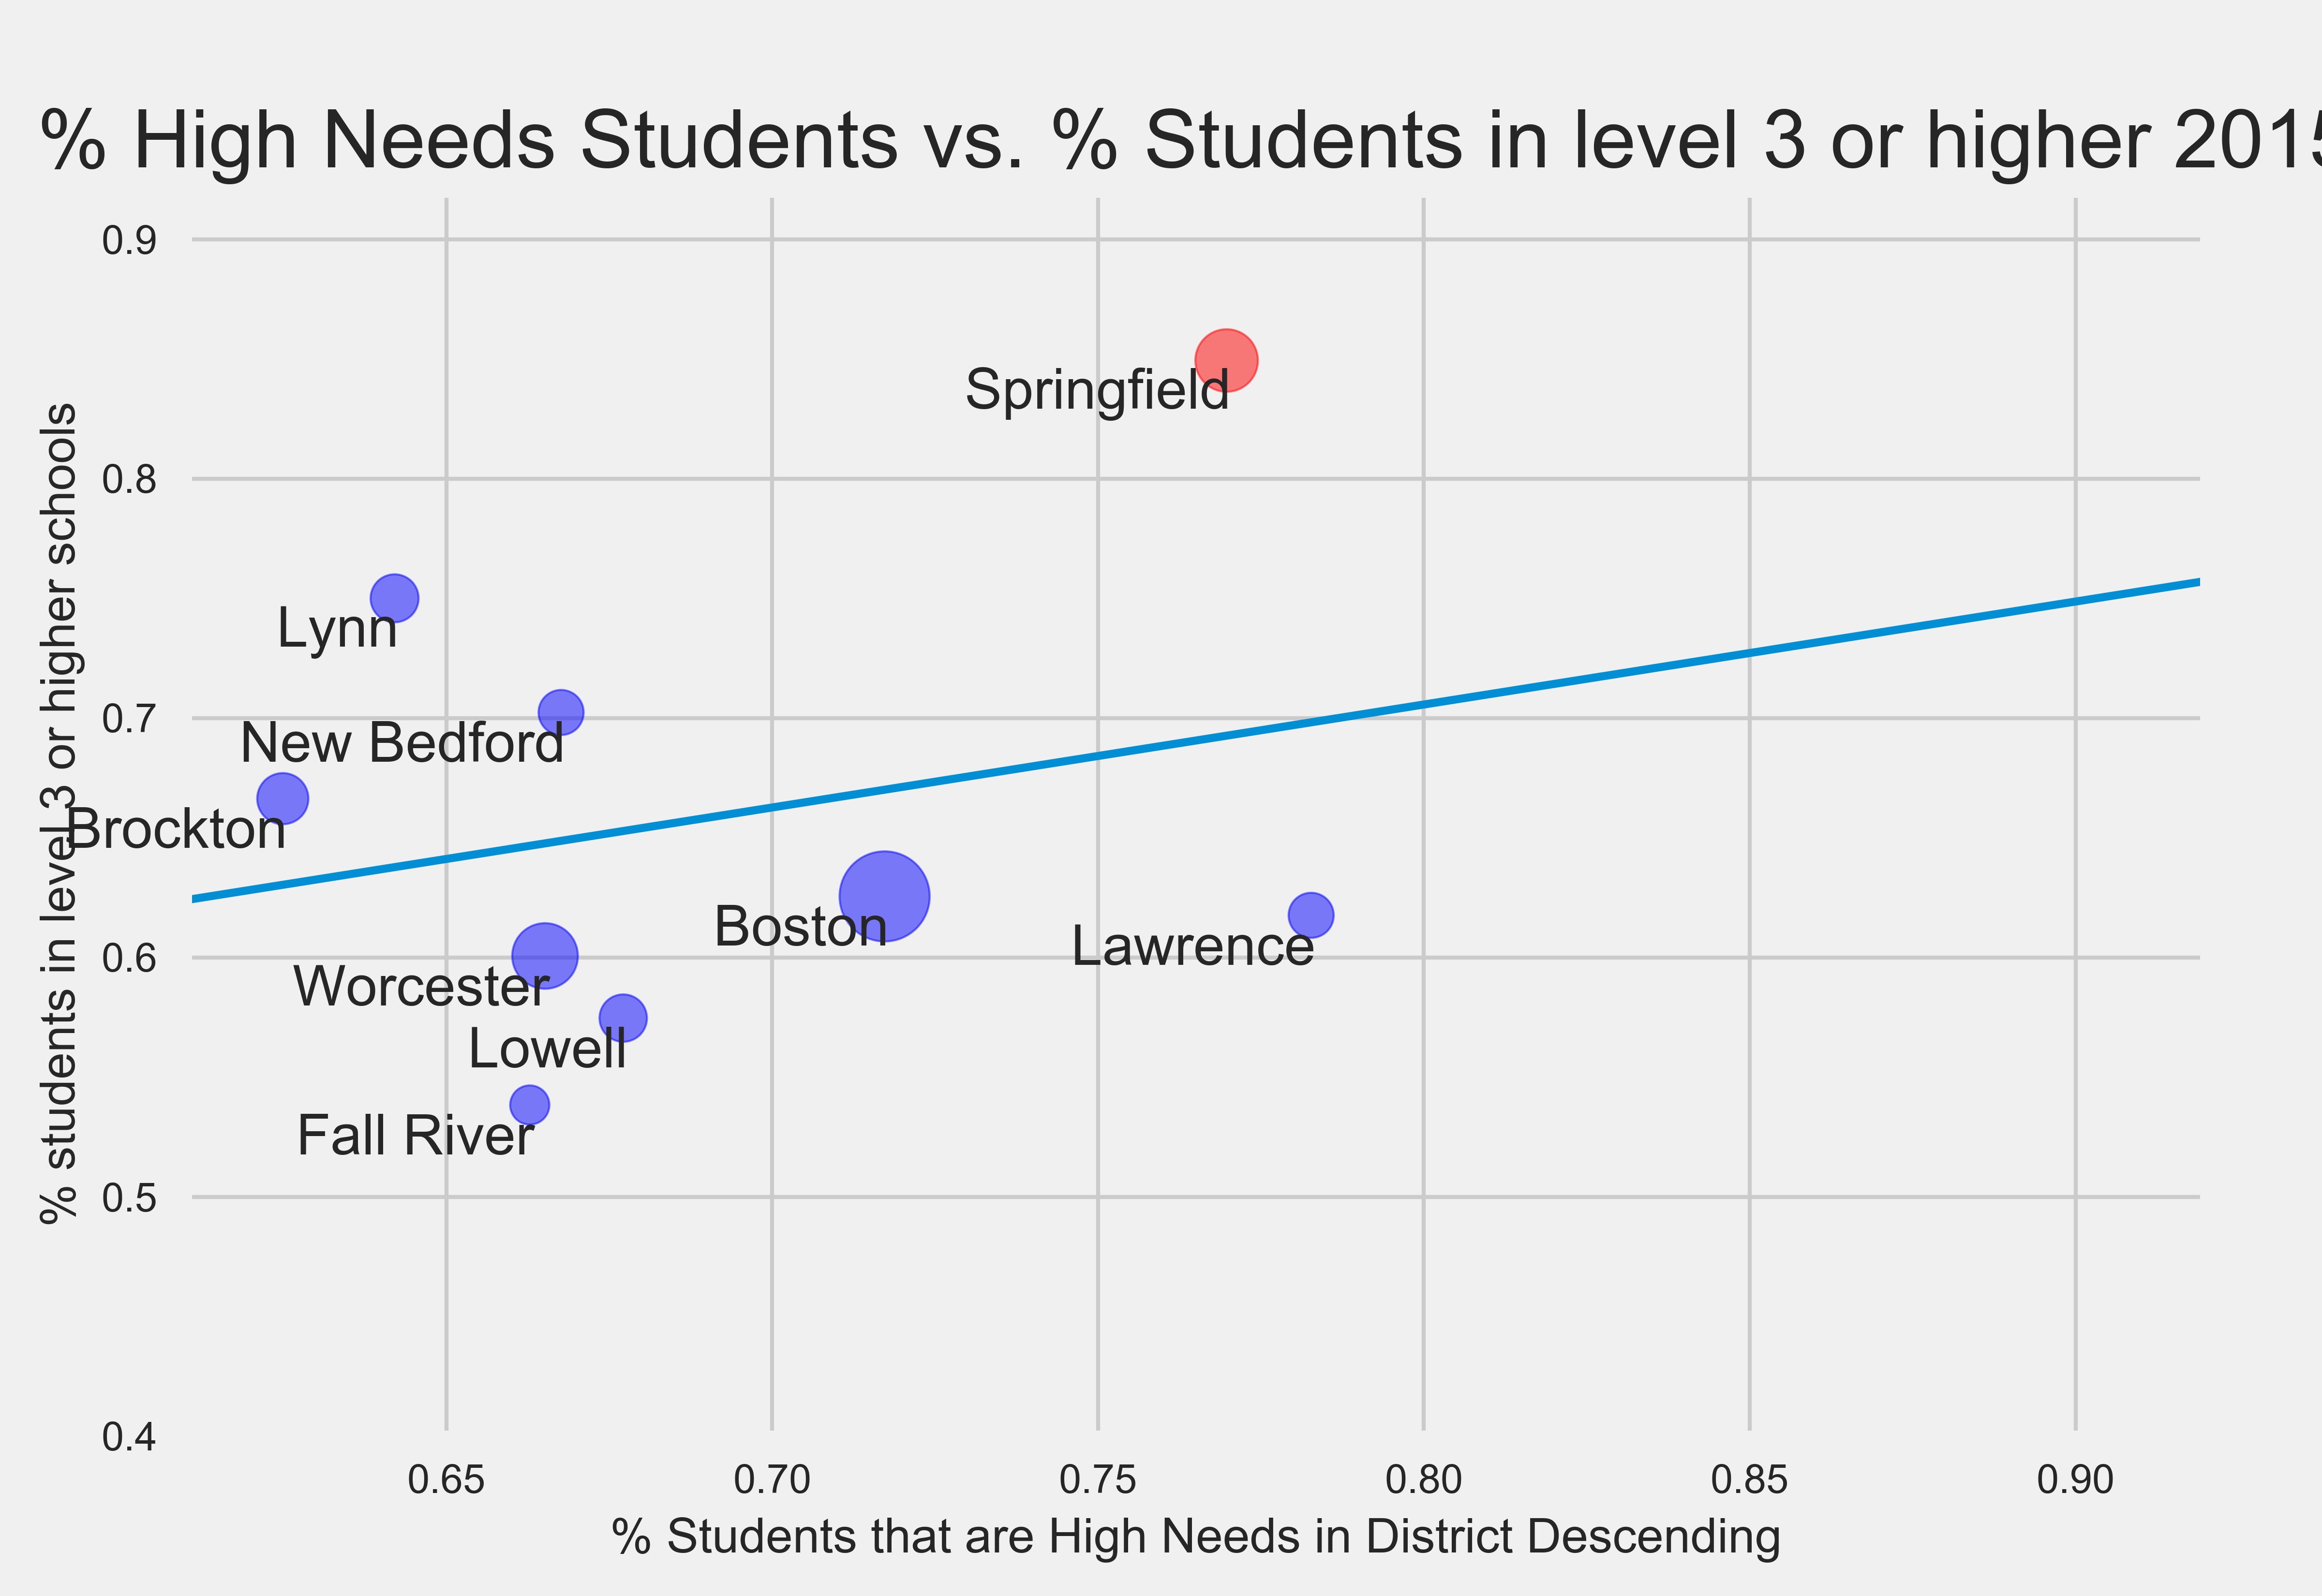 % High Needs Students vs. % Students in level 3 or higher 2015
% students in level 3 or higher schools
0.9
0.8
0.7
0.6
0.5
0.4
Springfield
Lynn
New Bedford
Brockton
Boston
Lawrence
Worcester
Lowell
Fall River
0.65 0.70 0.75 0.80 0.85 0.90
% Students that are High Needs in District Descending